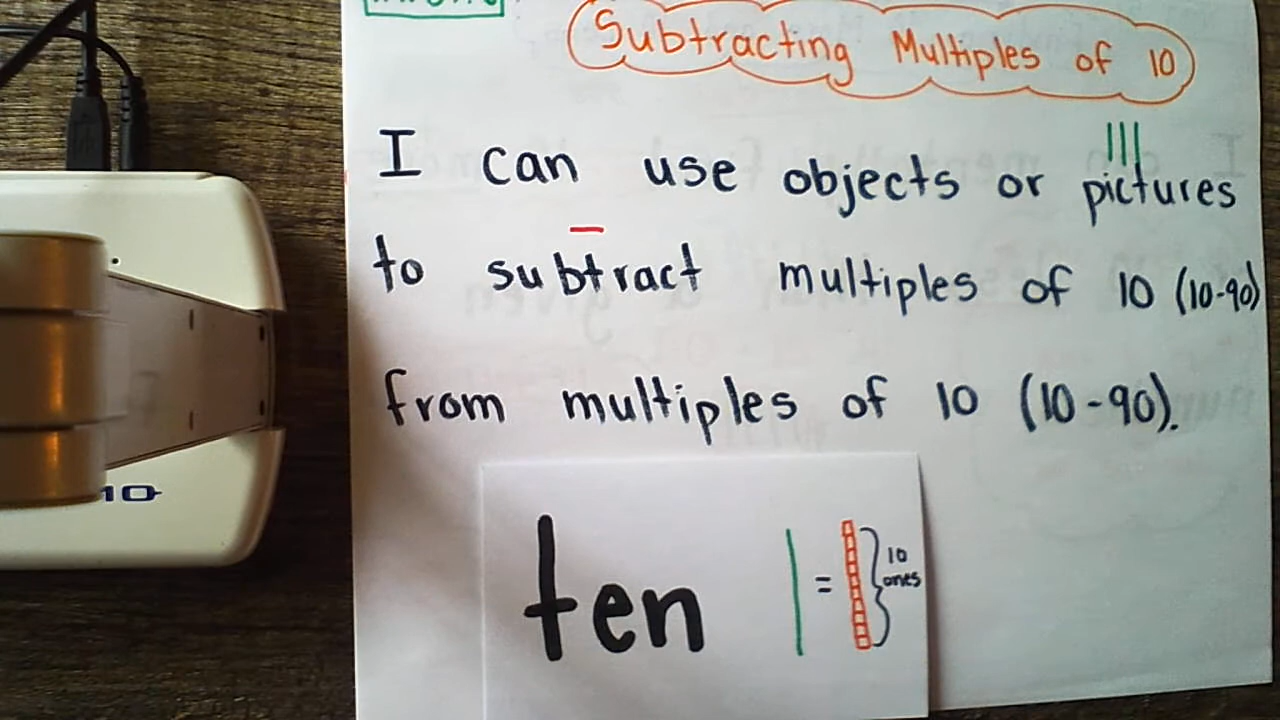 Subtracting Multiples of 10
I can use objects or pictures
to subtract multiples of 10 (10-90)
from multiples of 10 (10-90).
ten | = 10
ones